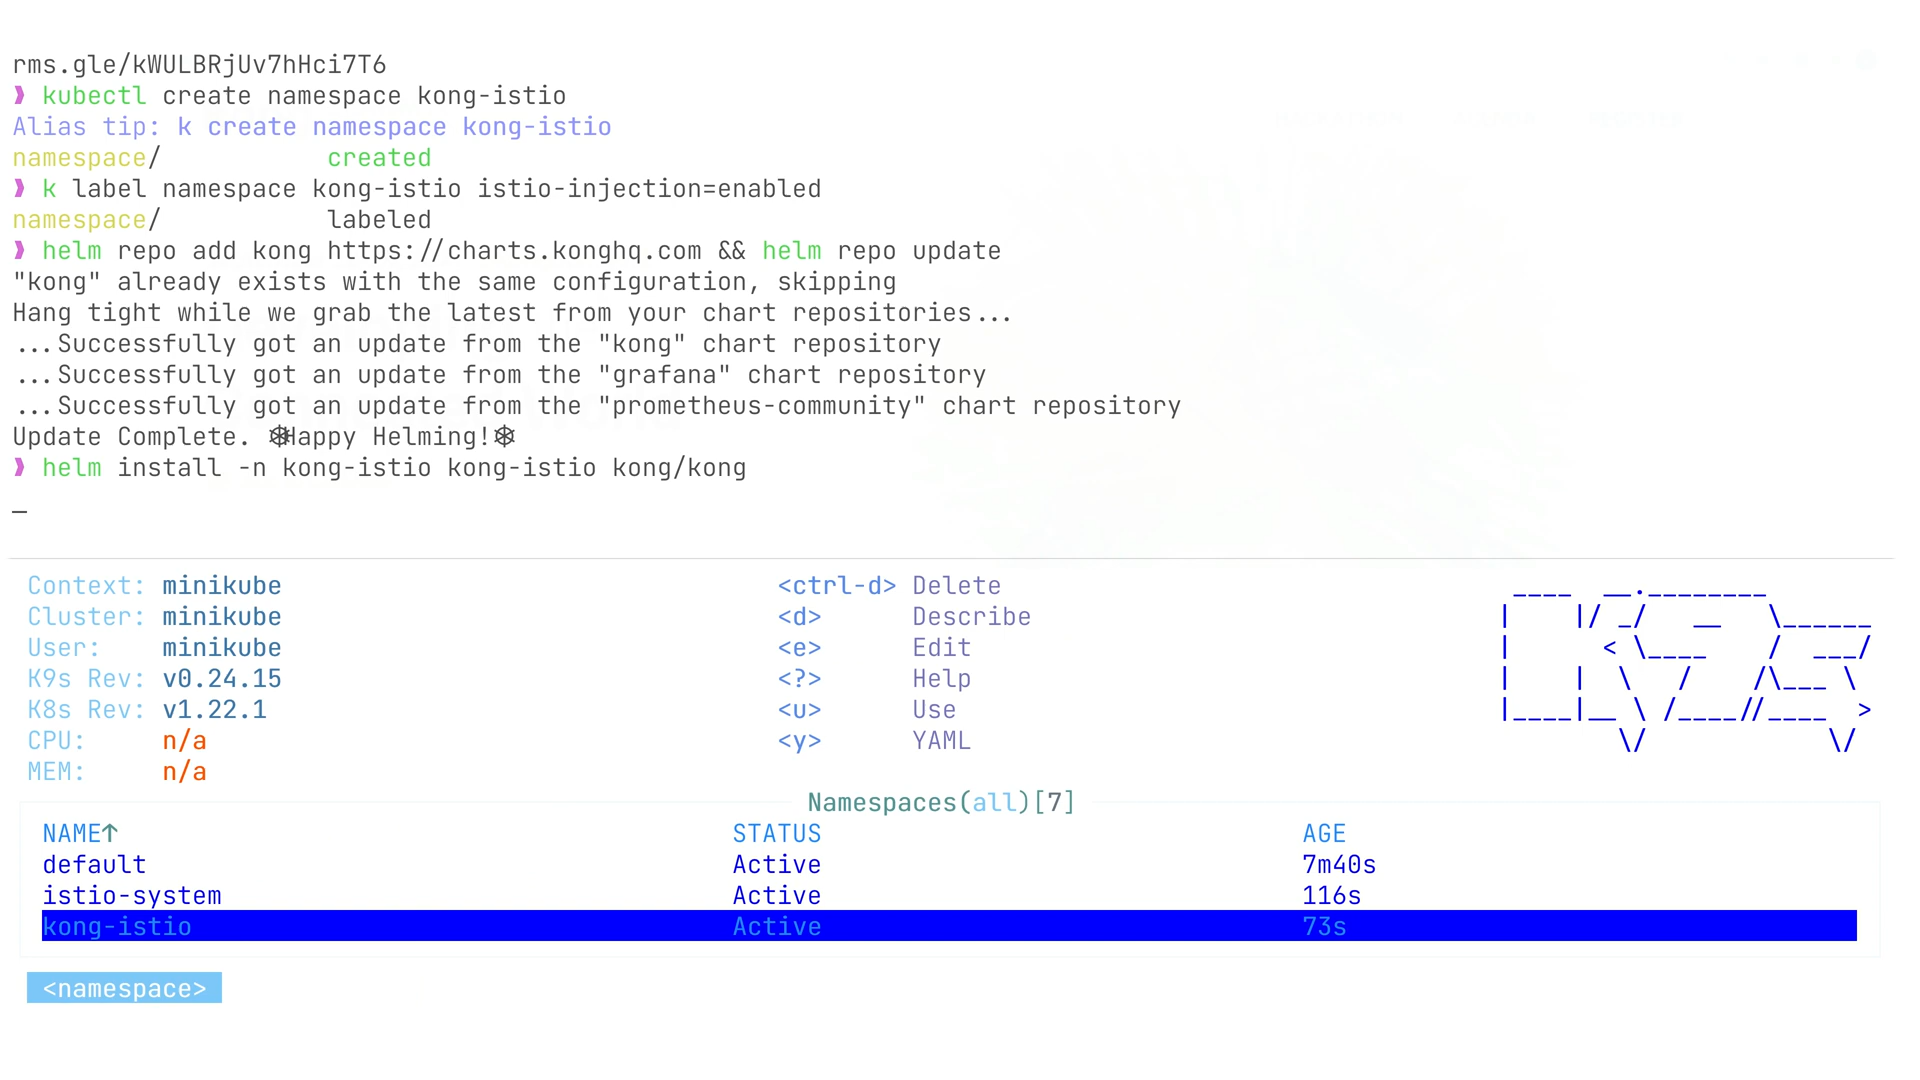 rms.gle/kWULBRjUv7hHci7T6
❱ kubectl create namespace kong-istio
Alias tip: k create namespace kong-istio
namespace/ created
❱ k label namespace kong-istio istio-injection=enabled
namespace/ labeled
❱ helm repo add kong https://charts.konghq.com && helm repo update
"kong" already exists with the same configuration, skipping
Hang tight while we grab the latest from your chart repositories...
...Successfully got an update from the "kong" chart repository
...Successfully got an update from the "grafana" chart repository
...Successfully got an update from the "prometheus-community" chart repository
Update Complete. ⎈Happy Helming!⎈
❱ helm install -n kong-istio kong-istio kong/kong
_
Context: minikube <ctrl-d> Delete
Cluster: minikube <d> Describe
User: minikube <e> Edit
K9s Rev: v0.24.15 <?> Help
K8s Rev: v1.22.1 <u> Use
CPU: n/a <y> YAML
MEM: n/a
Namespaces(all)[7]
NAME↑ STATUS AGE
default Active 7m40s
istio-system Active 116s
kong-istio Active 73s
<namespace>